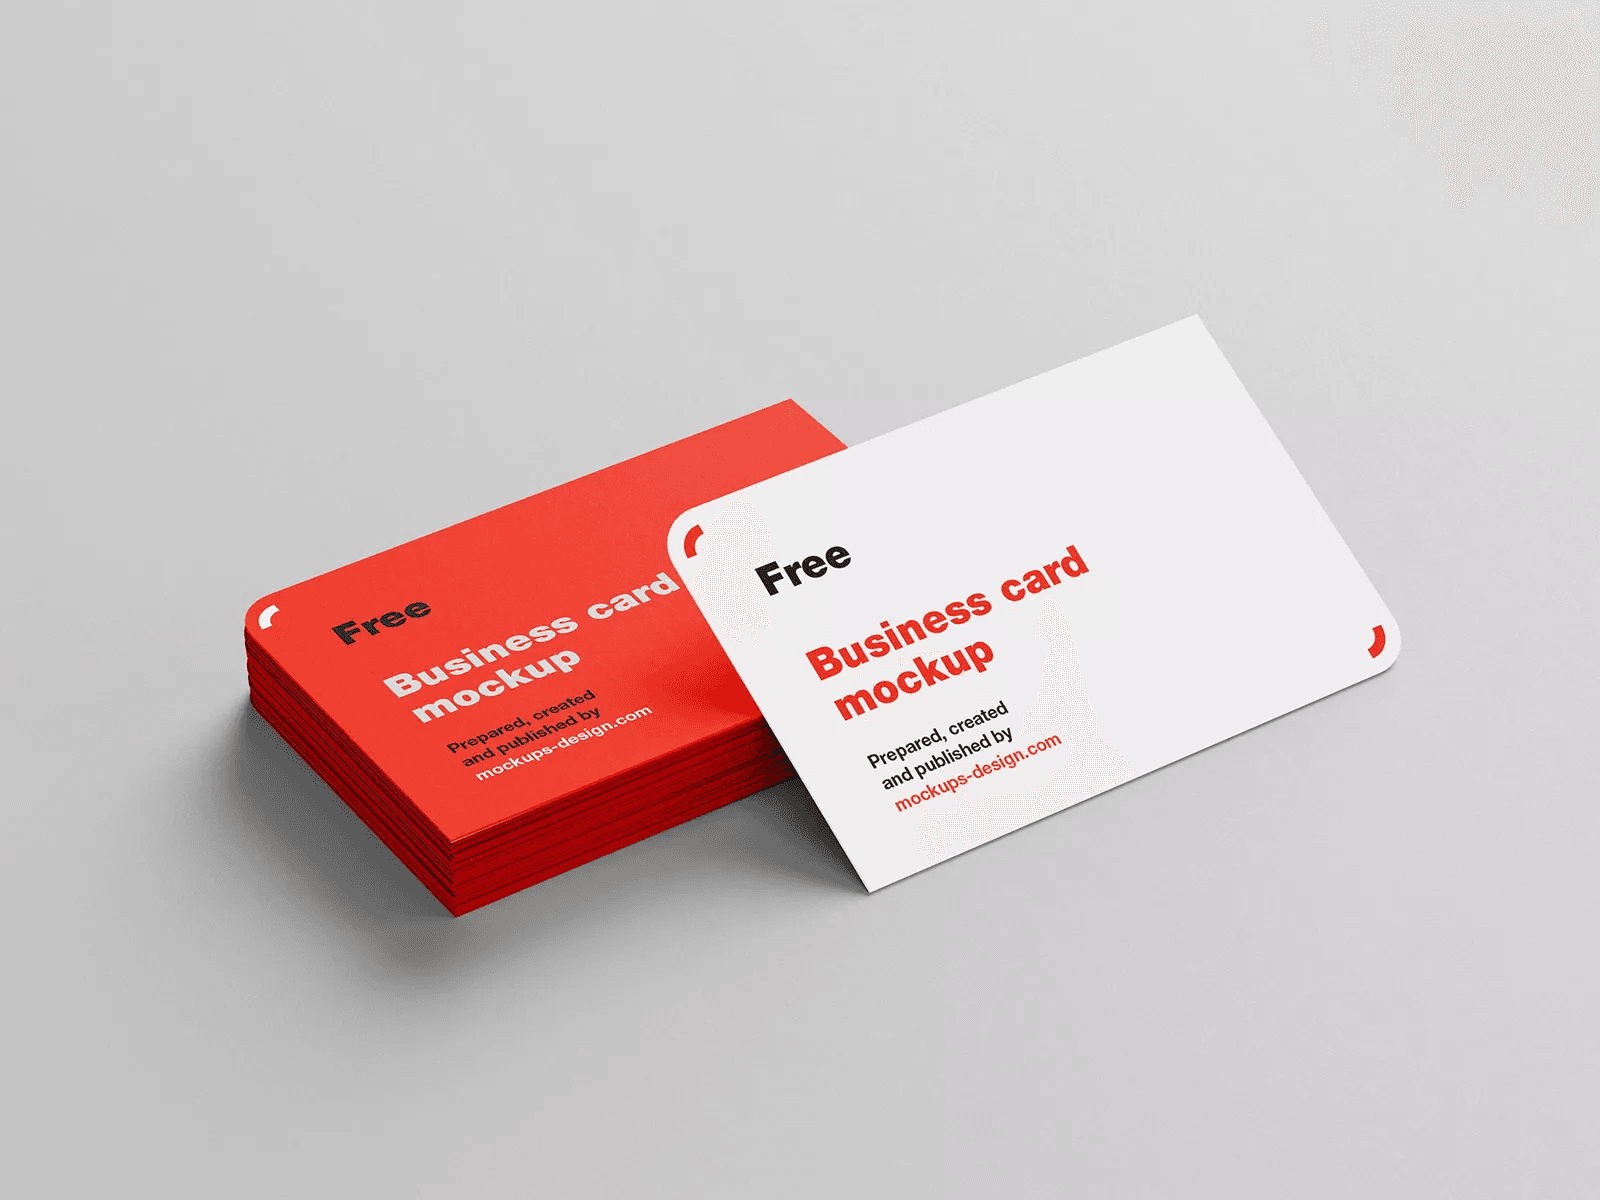 Free
Business card
mockup
Prepared, created
and published by
mockups-design.com
Free
Business card
mockup
Prepared, created
and published by
mockups-design.com